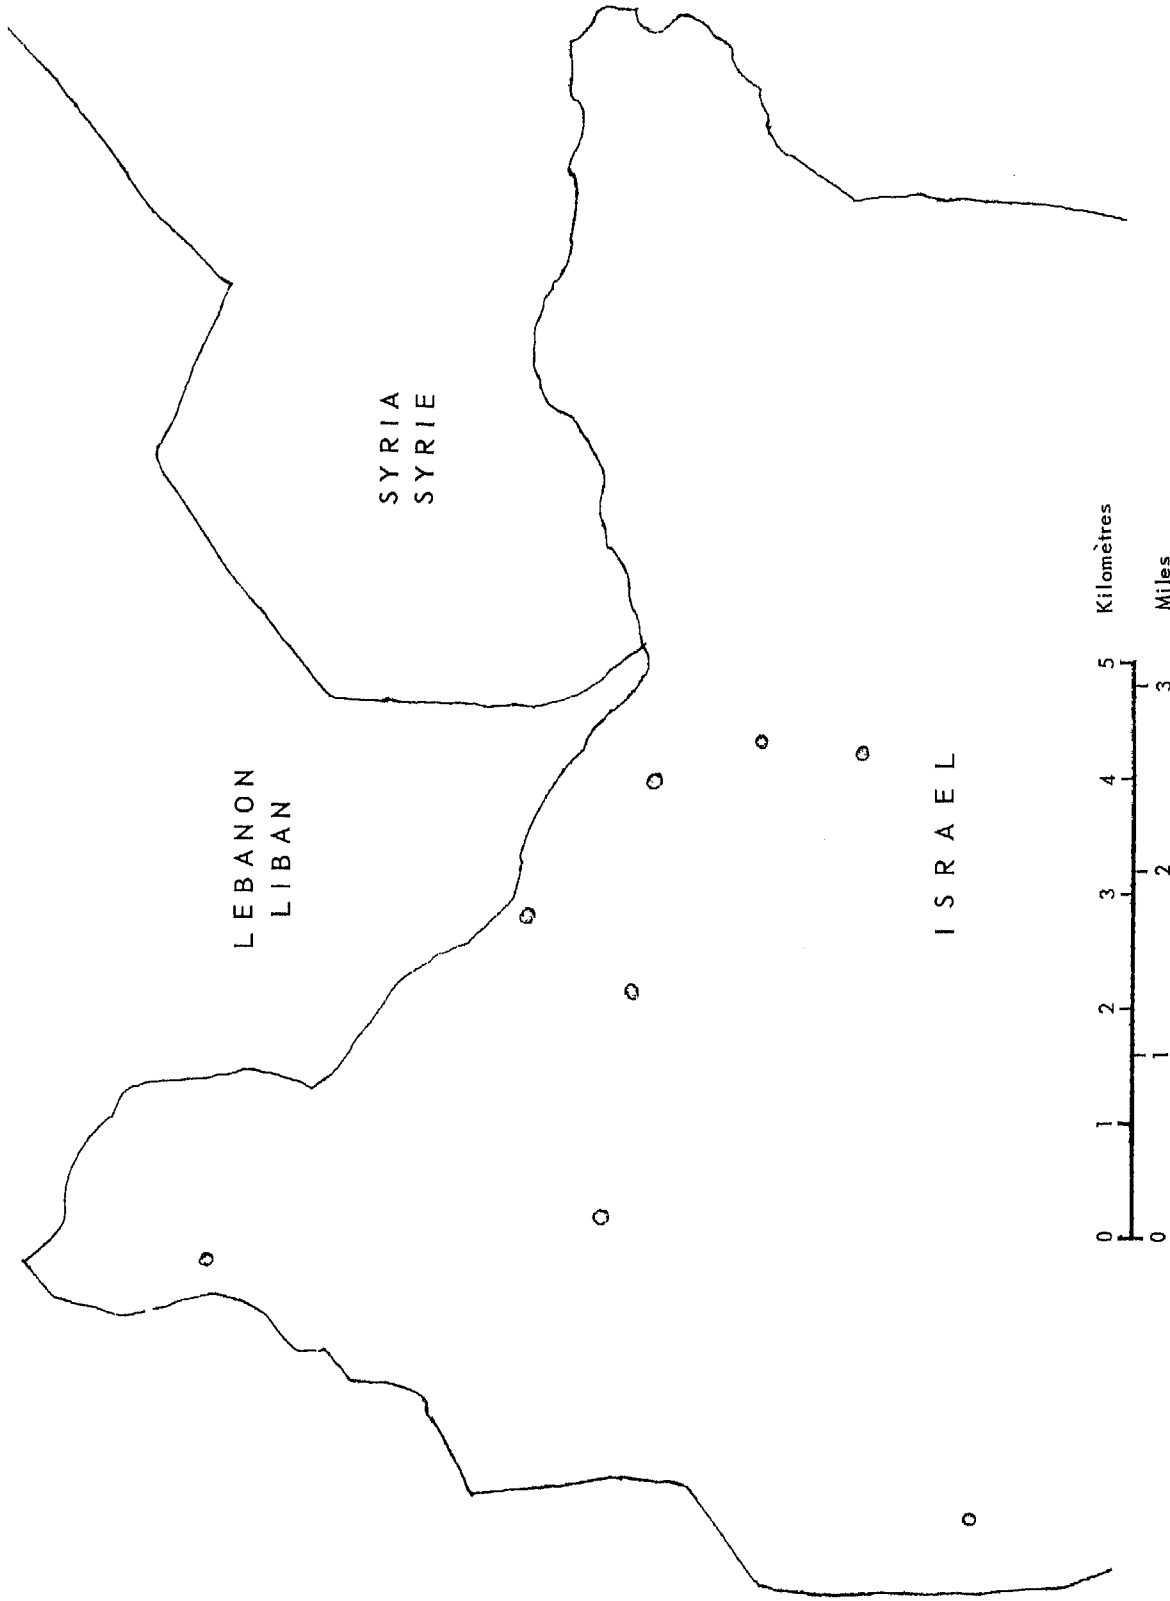 LEBANON
LIBAN
SYRIA
SYRIE
ISRAEL
0 1 2 3 4 5 Kilomètres
0 1 2 3 Miles